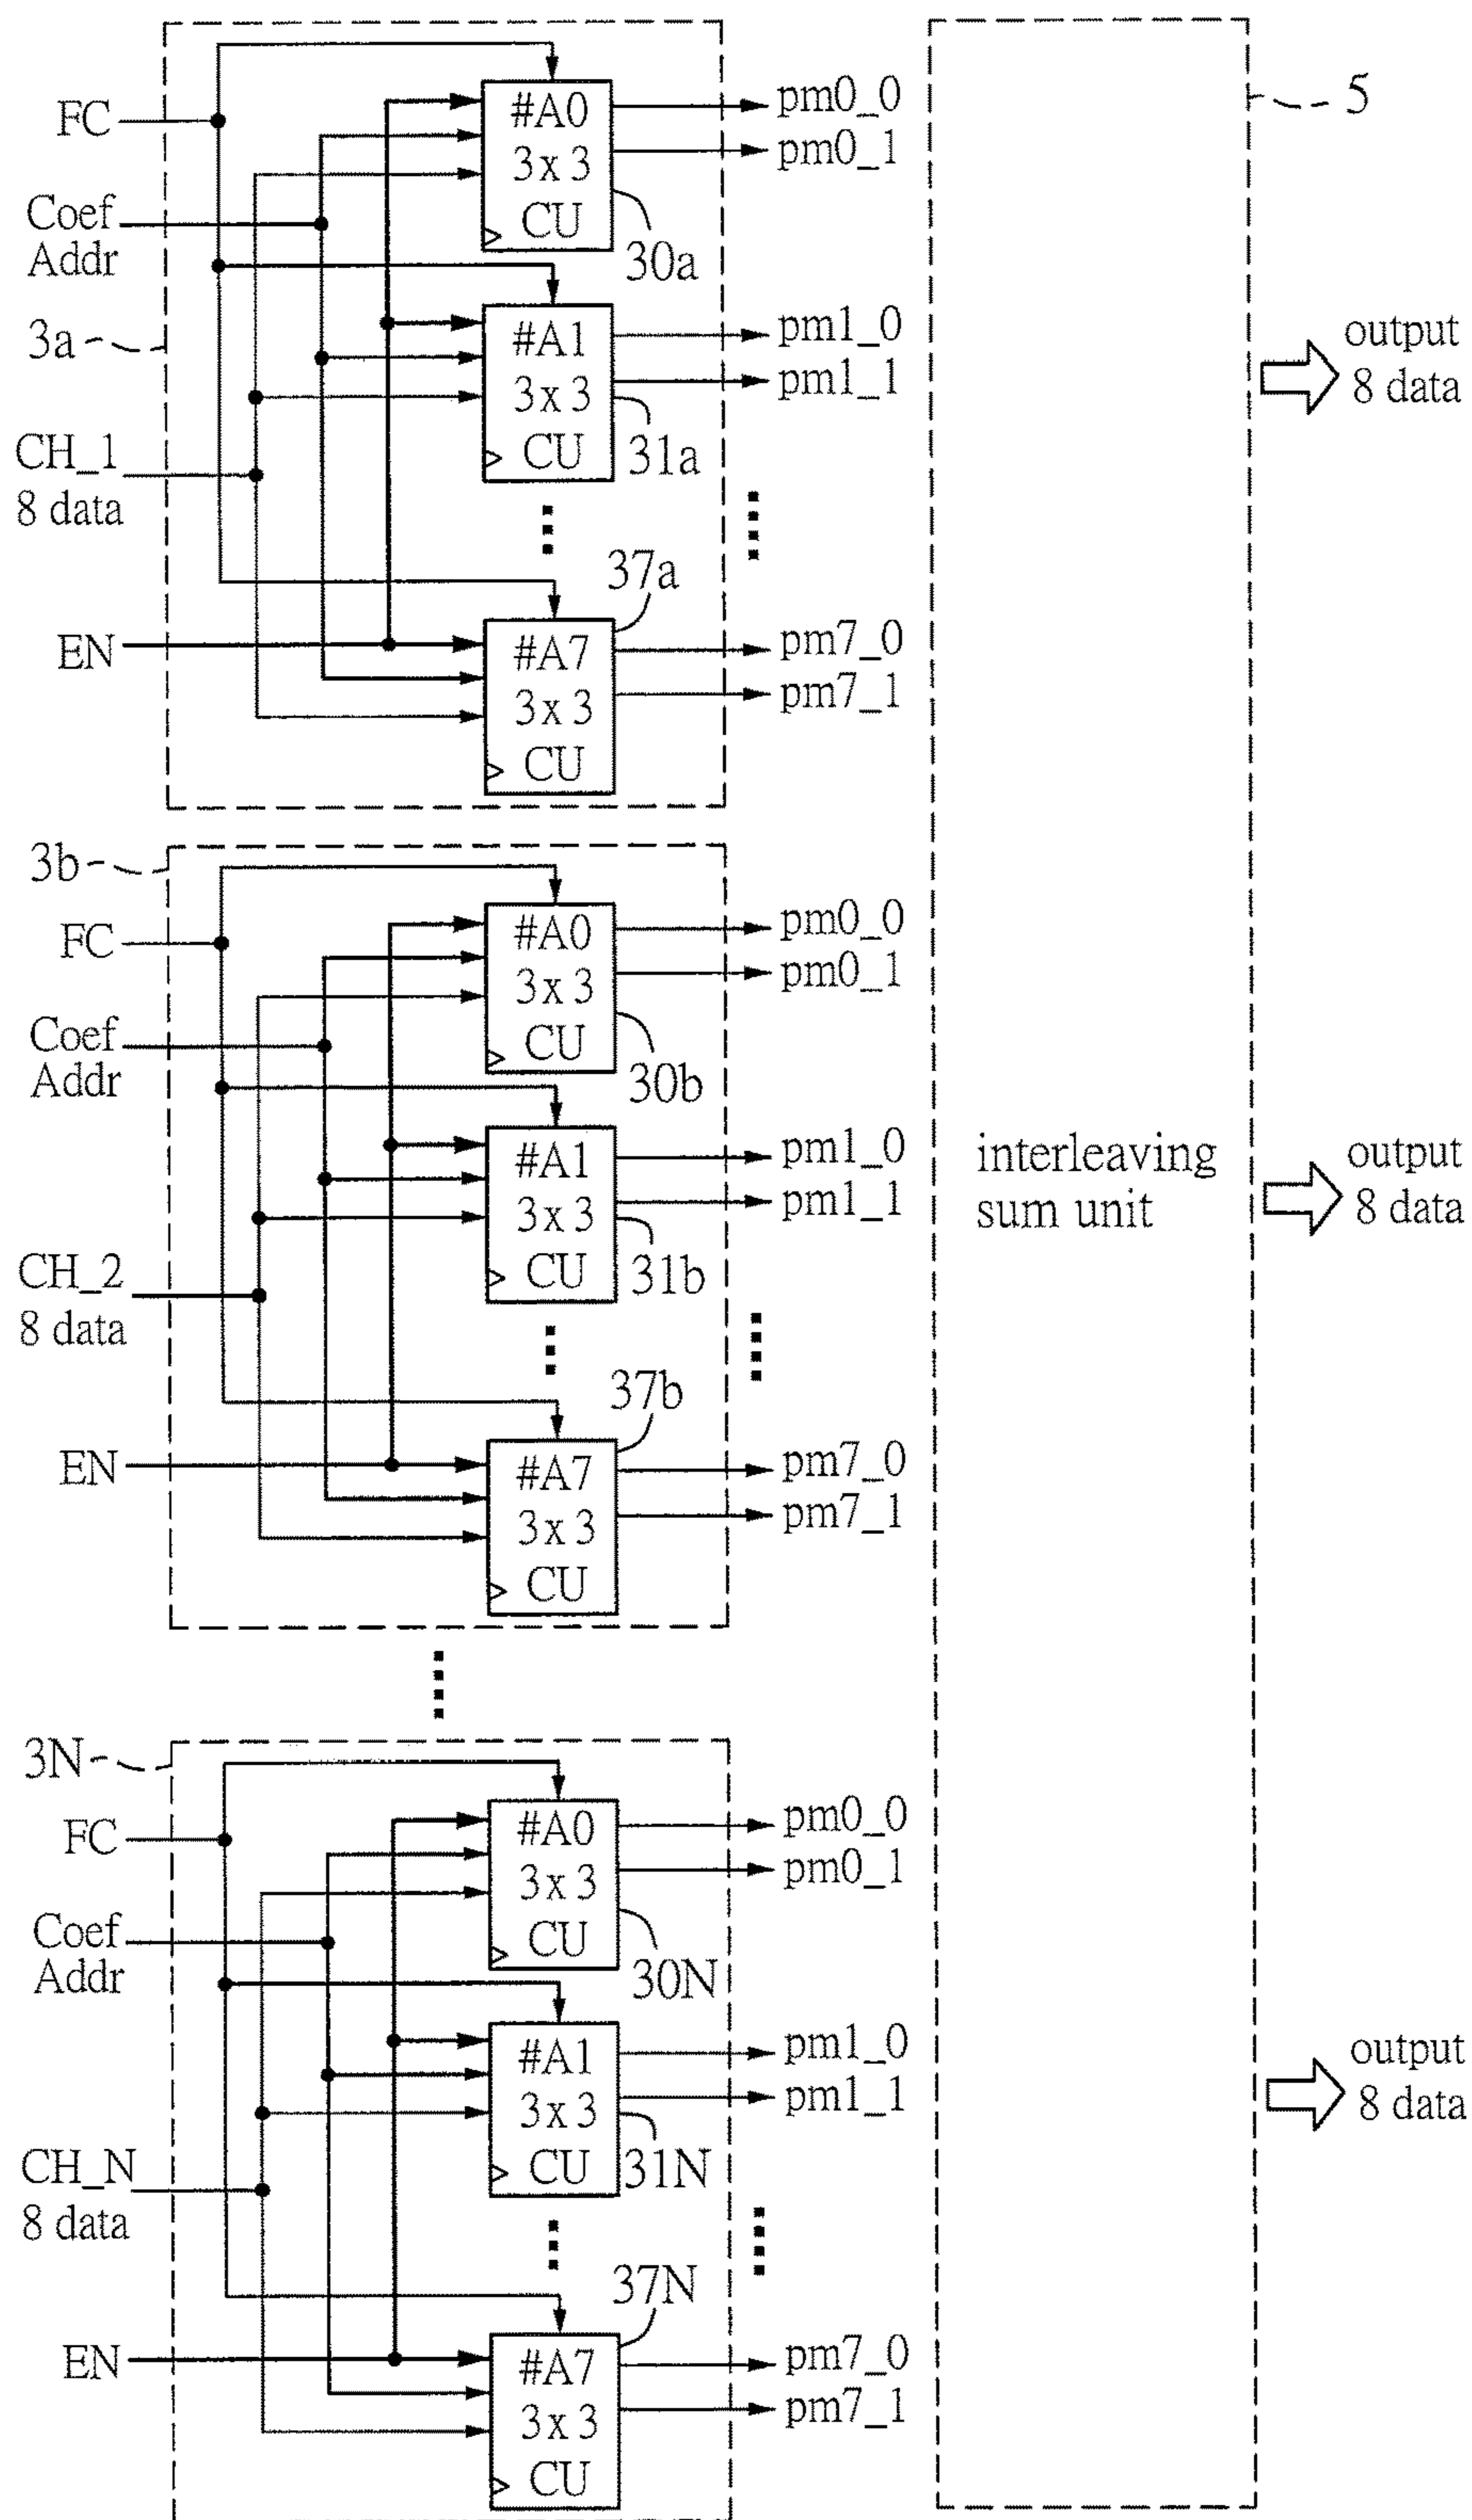 FC
Coef
Addr
3a
CH_1
8 data
EN
#A0
3x3
CU
30a
#A1
3x3
CU
31a
37a
#A7
3x3
CU
pm0_0
pm0_1
pm1_0
pm1_1
pm7_0
pm7_1
3b
FC
Coef
Addr
CH_2
8 data
EN
#A0
3x3
CU
30b
#A1
3x3
CU
31b
37b
#A7
3x3
CU
pm0_0
pm0_1
pm1_0
pm1_1
pm7_0
pm7_1
3N
FC
Coef
Addr
CH_N
8 data
EN
#A0
3x3
CU
30N
#A1
3x3
CU
31N
37N
#A7
3x3
CU
pm0_0
pm0_1
pm1_0
pm1_1
pm7_0
pm7_1
5
interleaving
sum unit
output
8 data
output
8 data
output
8 data